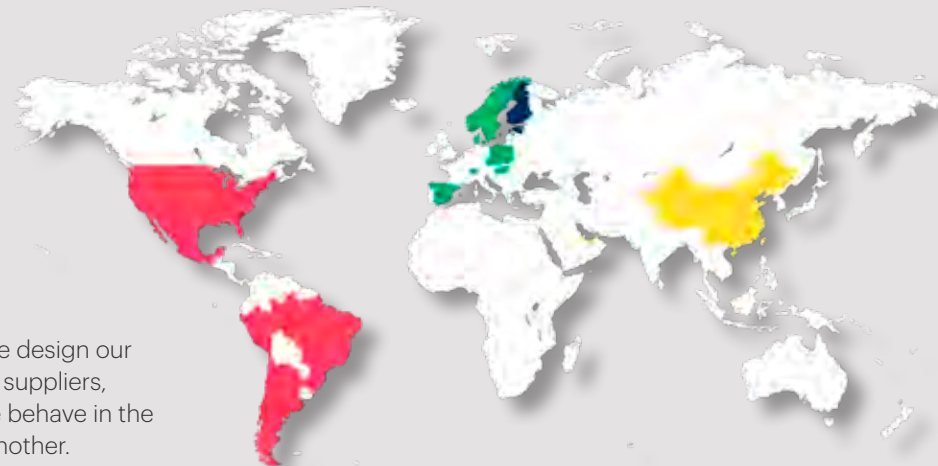 e design our
suppliers,
behave in the
nother.